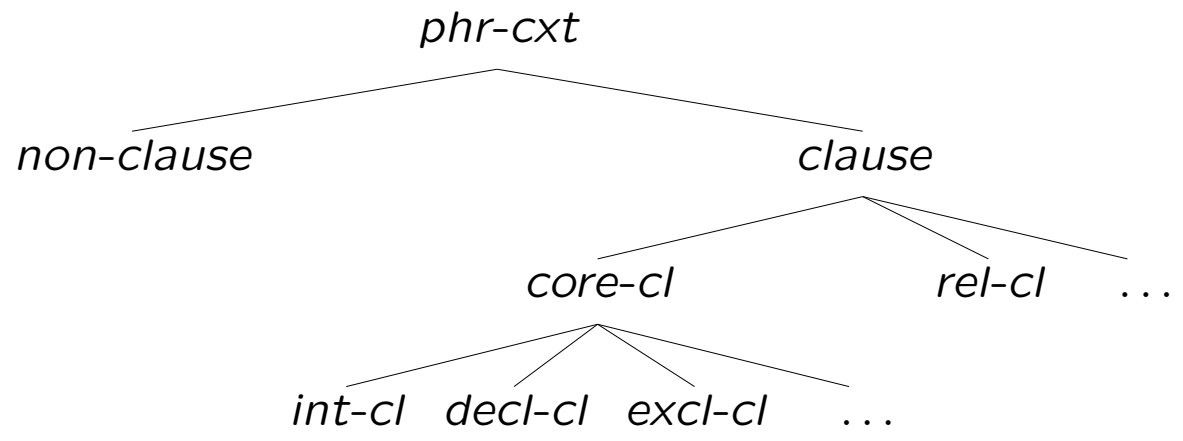 phr-cxt
non-clause clause
core-cl rel-cl ...
int-cl decl-cl excl-cl ...